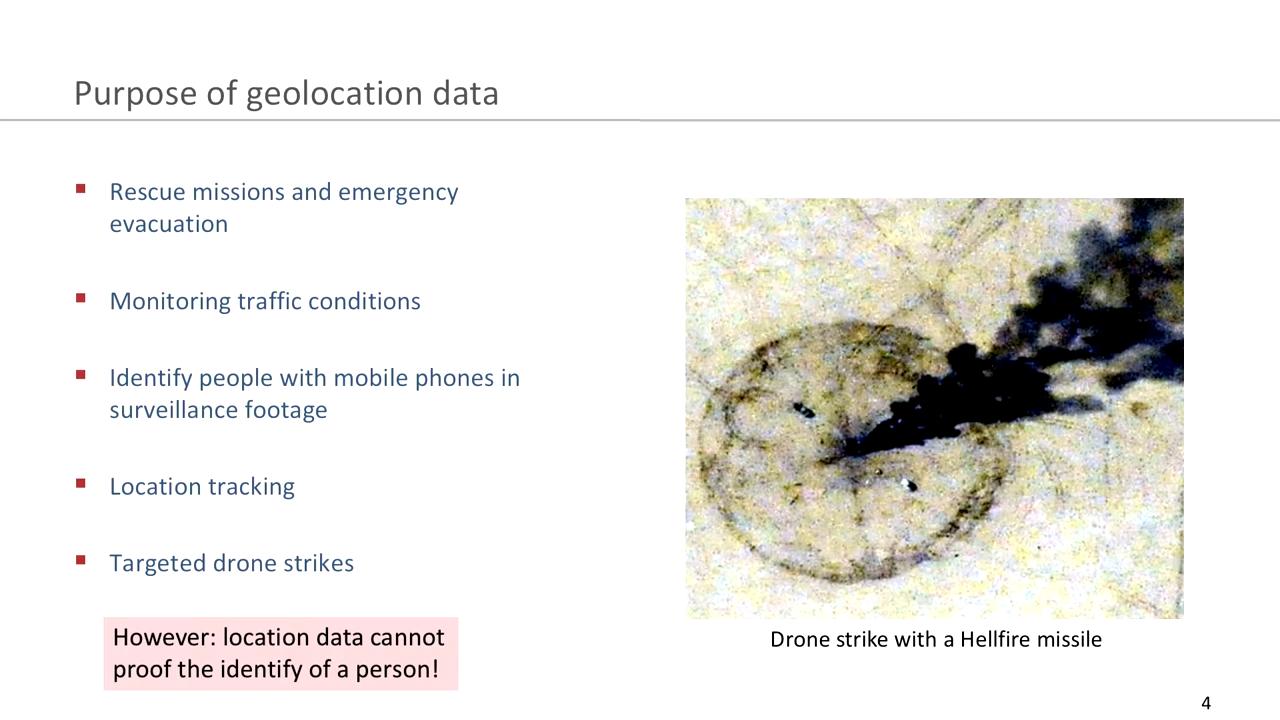 Purpose of geolocation data
Rescue missions and emergency
evacuation
Monitoring traffic conditions
Identify people with mobile phones in
surveillance footage
Location tracking
Targeted drone strikes
However: location data cannot
proof the identify of a person!
Drone strike with a Hellfire missile
4